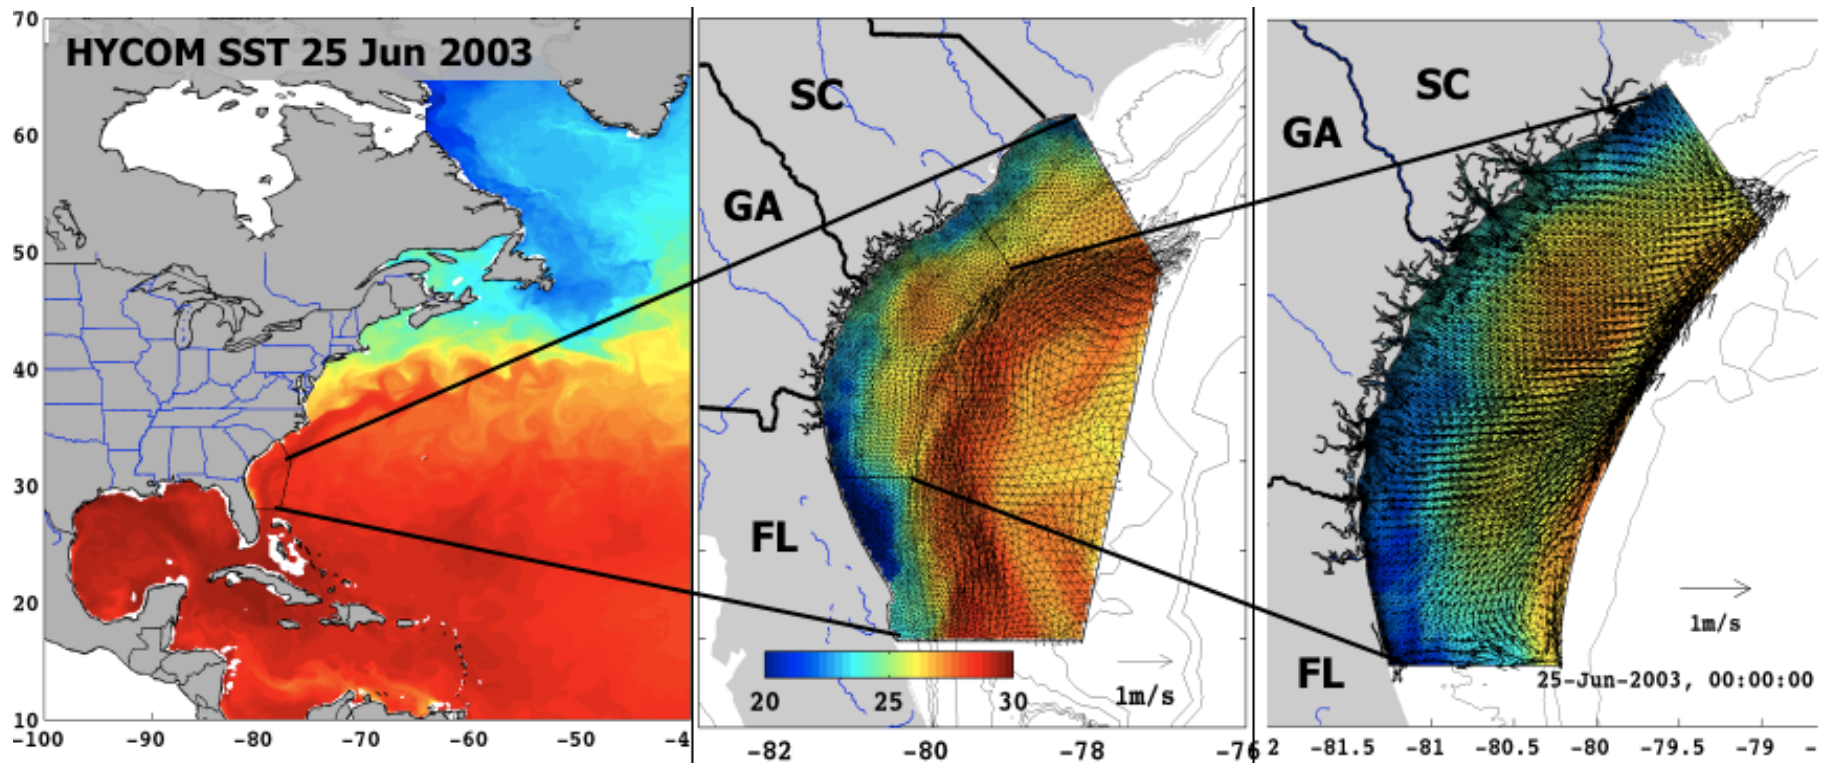 HYCOM SST 25 Jun 2003
70
60
50
40
30
20
10
-100 -90 -80 -70 -60 -50 -4
SC
GA
FL
20 25 30
1m/s
-82 -80 -78 -76
SC
GA
FL
1m/s
25-Jun-2003, 00:00:00
2 -81.5 -81 -80.5 -80 -79.5 -79 -